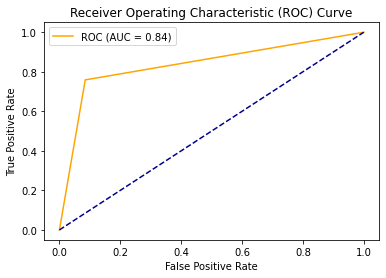 Receiver Operating Characteristic (ROC) Curve
1.0
0.8
0.6
0.4
0.2
0.0
True Positive Rate
ROC (AUC = 0.84)
0.0 0.2 0.4 0.6 0.8 1.0
False Positive Rate